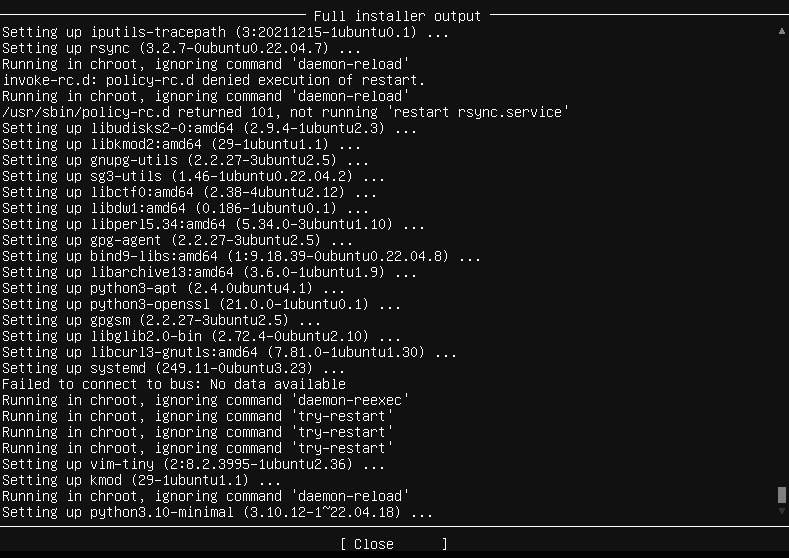 Full installer output
Setting up iputils-tracepath (3:20211215-1ubuntu0.1) ...
Setting up rsync (3.2.7-0ubuntu0.22.04.7) ...
Running in chroot, ignoring command 'daemon-reload'
invoke-rc.d: policy-rc.d denied execution of restart.
Running in chroot, ignoring command 'daemon-reload'
/usr/sbin/policy-rc.d returned 101, not running 'restart rsync.service'
Setting up libudisks2-0:amd64 (2.9.4-1ubuntu2.3) ...
Setting up libkmod2:amd64 (29-1ubuntu1.1) ...
Setting up gnupg-utils (2.2.27-3ubuntu2.5) ...
Setting up sg3-utils (1.46-1ubuntu0.22.04.2) ...
Setting up libctf0:amd64 (2.38-4ubuntu2.12) ...
Setting up libdw1:amd64 (0.186-1ubuntu0.1) ...
Setting up libperl5.34:amd64 (5.34.0-3ubuntu1.10) ...
Setting up gpg-agent (2.2.27-3ubuntu2.5) ...
Setting up bind9-libs:amd64 (1:9.18.39-0ubuntu0.22.04.8) ...
Setting up libarchive13:amd64 (3.6.0-1ubuntu1.9) ...
Setting up python3-apt (2.4.0ubuntu4.1) ...
Setting up python3-openssl (21.0.0-1ubuntu0.1) ...
Setting up gpgsm (2.2.27-3ubuntu2.5) ...
Setting up libglib2.0-bin (2.72.4-0ubuntu2.10) ...
Setting up libcurl3-gnutls:amd64 (7.81.0-1ubuntu1.30) ...
Setting up systemd (249.11-0ubuntu3.23) ...
Failed to connect to bus: No data available
Running in chroot, ignoring command 'daemon-reexec'
Running in chroot, ignoring command 'try-restart'
Running in chroot, ignoring command 'try-restart'
Running in chroot, ignoring command 'try-restart'
Setting up vim-tiny (2:8.2.3995-1ubuntu2.36) ...
Setting up kmod (29-1ubuntu1.1) ...
Running in chroot, ignoring command 'daemon-reload'
Setting up python3.10-minimal (3.10.12-1~22.04.18) ...
[ Close ]